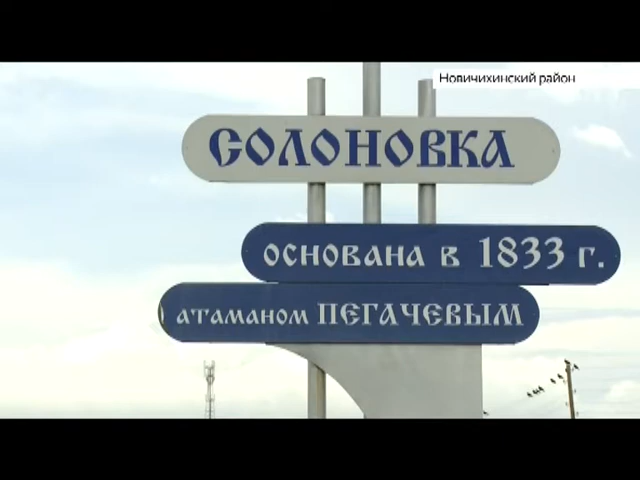 Новичихинский район
СОЛОНОВКА
ОСНОВАНА В 1833 Г.
АТАМАНОМ ПЕГАЧЕВЫМ